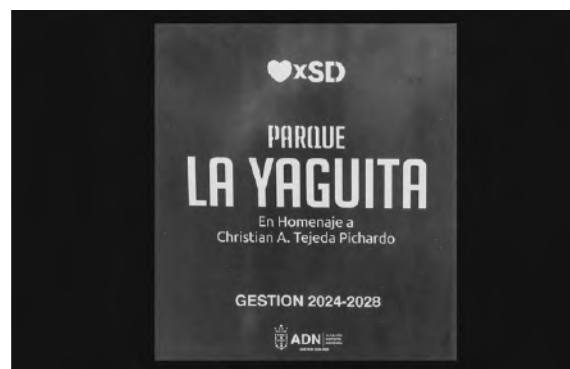 xSD
PARQUE
LA YAGUITA
En Homenaje a
Christian A. Tejeda Pichardo
GESTION 2024-2028
ADN